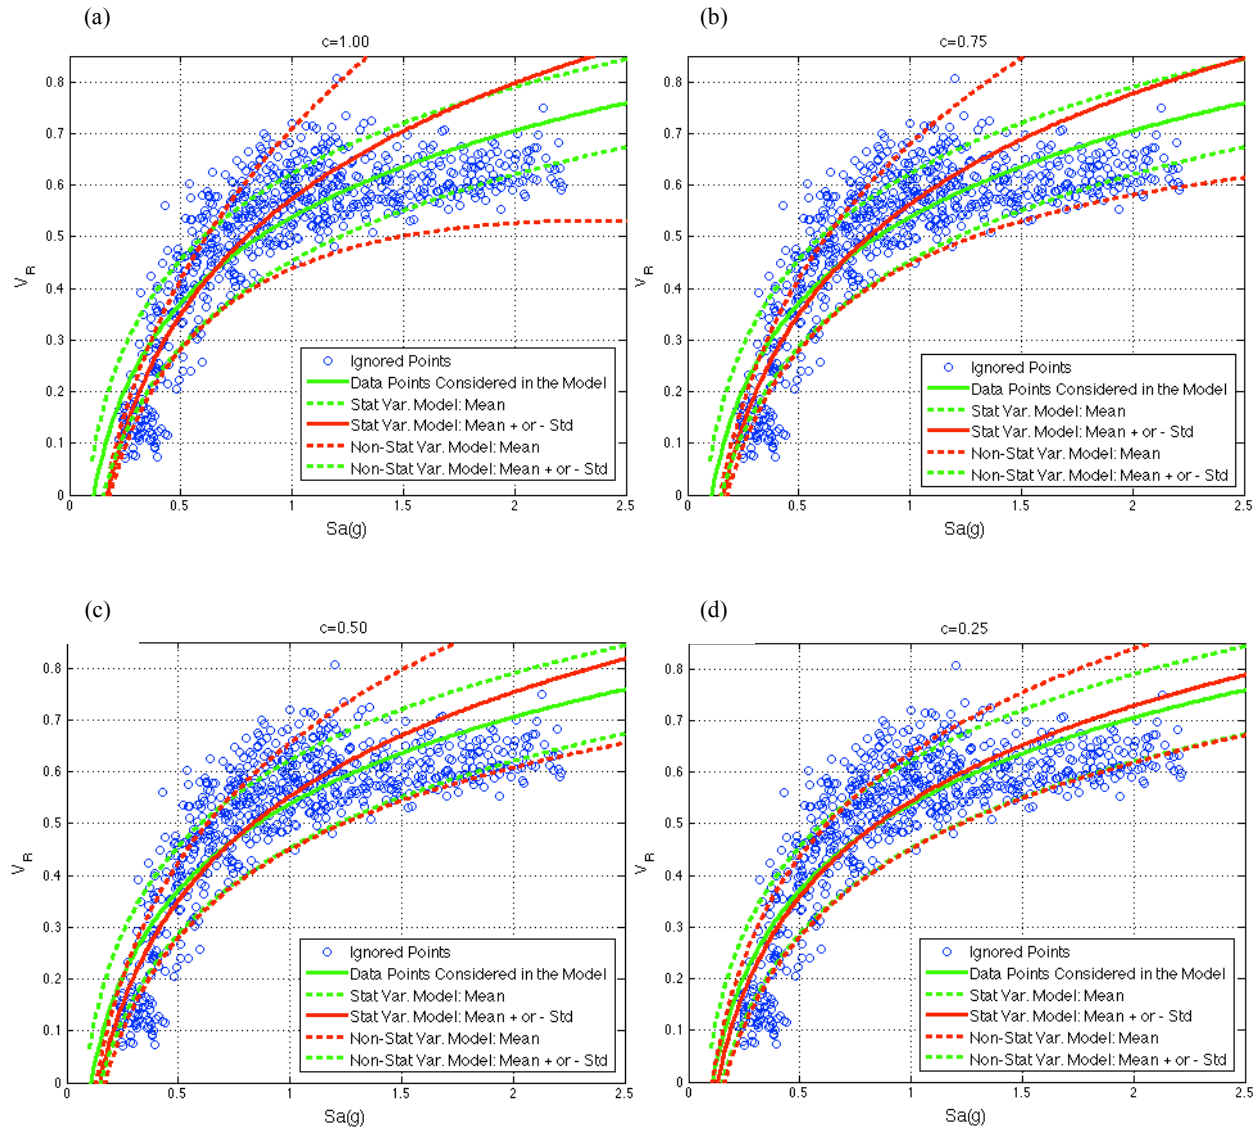 (a)
c=1.00
0.8
0.7
0.6
0.5
0.4
0.3
0.2
0.1
0
V R
0 0.5 1 1.5 2 2.5
Sa(g)
Ignored Points
Data Points Considered in the Model
Stat Var. Model: Mean
Stat Var. Model: Mean + or - Std
Non-Stat Var. Model: Mean
Non-Stat Var. Model: Mean + or - Std
(b)
c=0.75
0.8
0.7
0.6
0.5
0.4
0.3
0.2
0.1
0
V R
0 0.5 1 1.5 2 2.5
Sa(g)
Ignored Points
Data Points Considered in the Model
Stat Var. Model: Mean
Stat Var. Model: Mean + or - Std
Non-Stat Var. Model: Mean
Non-Stat Var. Model: Mean + or - Std
(c)
c=0.50
0.8
0.7
0.6
0.5
0.4
0.3
0.2
0.1
0
V R
0 0.5 1 1.5 2 2.5
Sa(g)
Ignored Points
Data Points Considered in the Model
Stat Var. Model: Mean
Stat Var. Model: Mean + or - Std
Non-Stat Var. Model: Mean
Non-Stat Var. Model: Mean + or - Std
(d)
c=0.25
0.8
0.7
0.6
0.5
0.4
0.3
0.2
0.1
0
V R
0 0.5 1 1.5 2 2.5
Sa(g)
Ignored Points
Data Points Considered in the Model
Stat Var. Model: Mean
Stat Var. Model: Mean + or - Std
Non-Stat Var. Model: Mean
Non-Stat Var. Model: Mean + or - Std